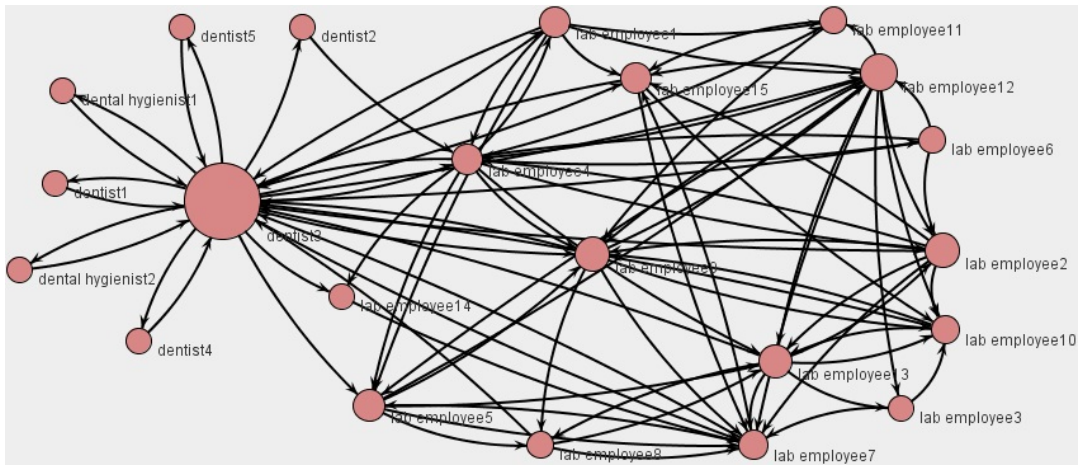 dentist5
dentist2
lab employee1
lab employee11
lab employee15
lab employee12
dental hygienist1
lab employee6
lab employee4
dentist1
dentist3
lab employee9
lab employee2
dental hygienist2
lab employee14
dentist4
lab employee10
lab employee13
lab employee5
lab employee3
lab employee8
lab employee7